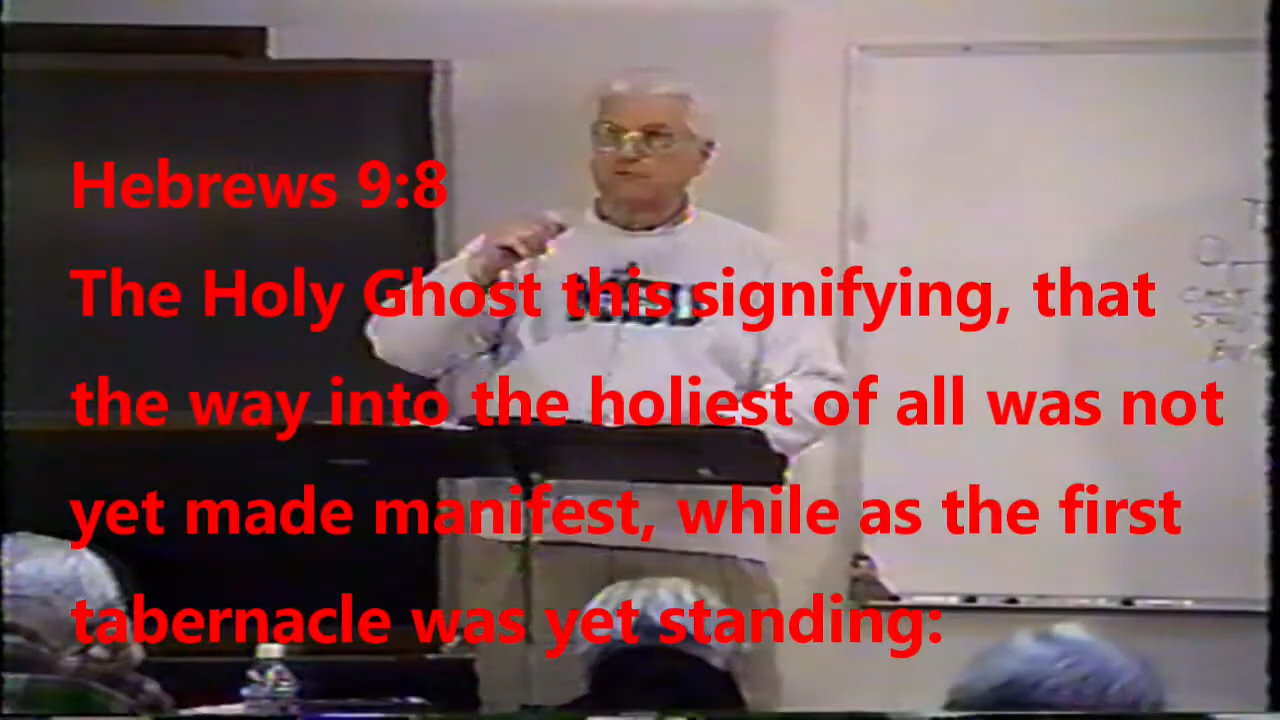 Hebrews 9:8
The Holy Ghost this signifying, that
the way into the holiest of all was not
yet made manifest, while as the first
tabernacle was yet standing: